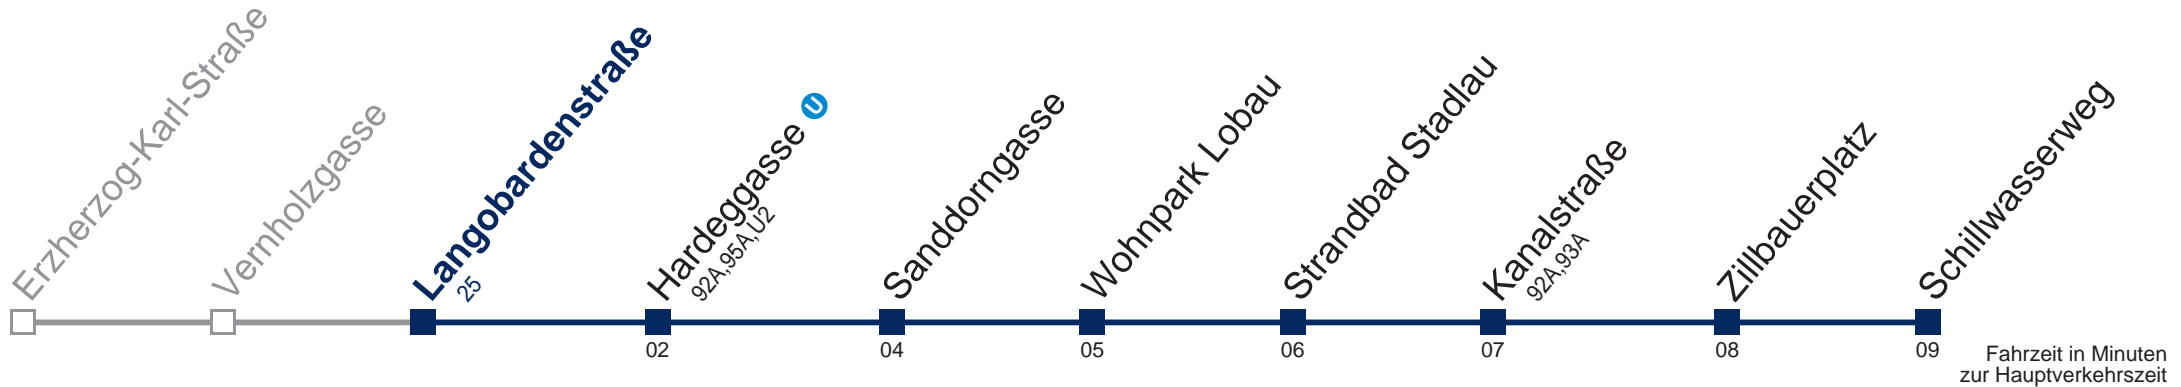 Erzherzog-Karl-Straße
Vernholzgasse
Langobardenstraße
25
Hardeggasse U
92A,95A,U2
Sanddorngasse
Wohnpark Lobau
Strandbad Stadlau
Kanalstraße
92A,93A
Zillbauerplatz
Schillwasserweg
02 04 05 06 07 08 09
Fahrzeit in Minuten
zur Hauptverkehrszeit